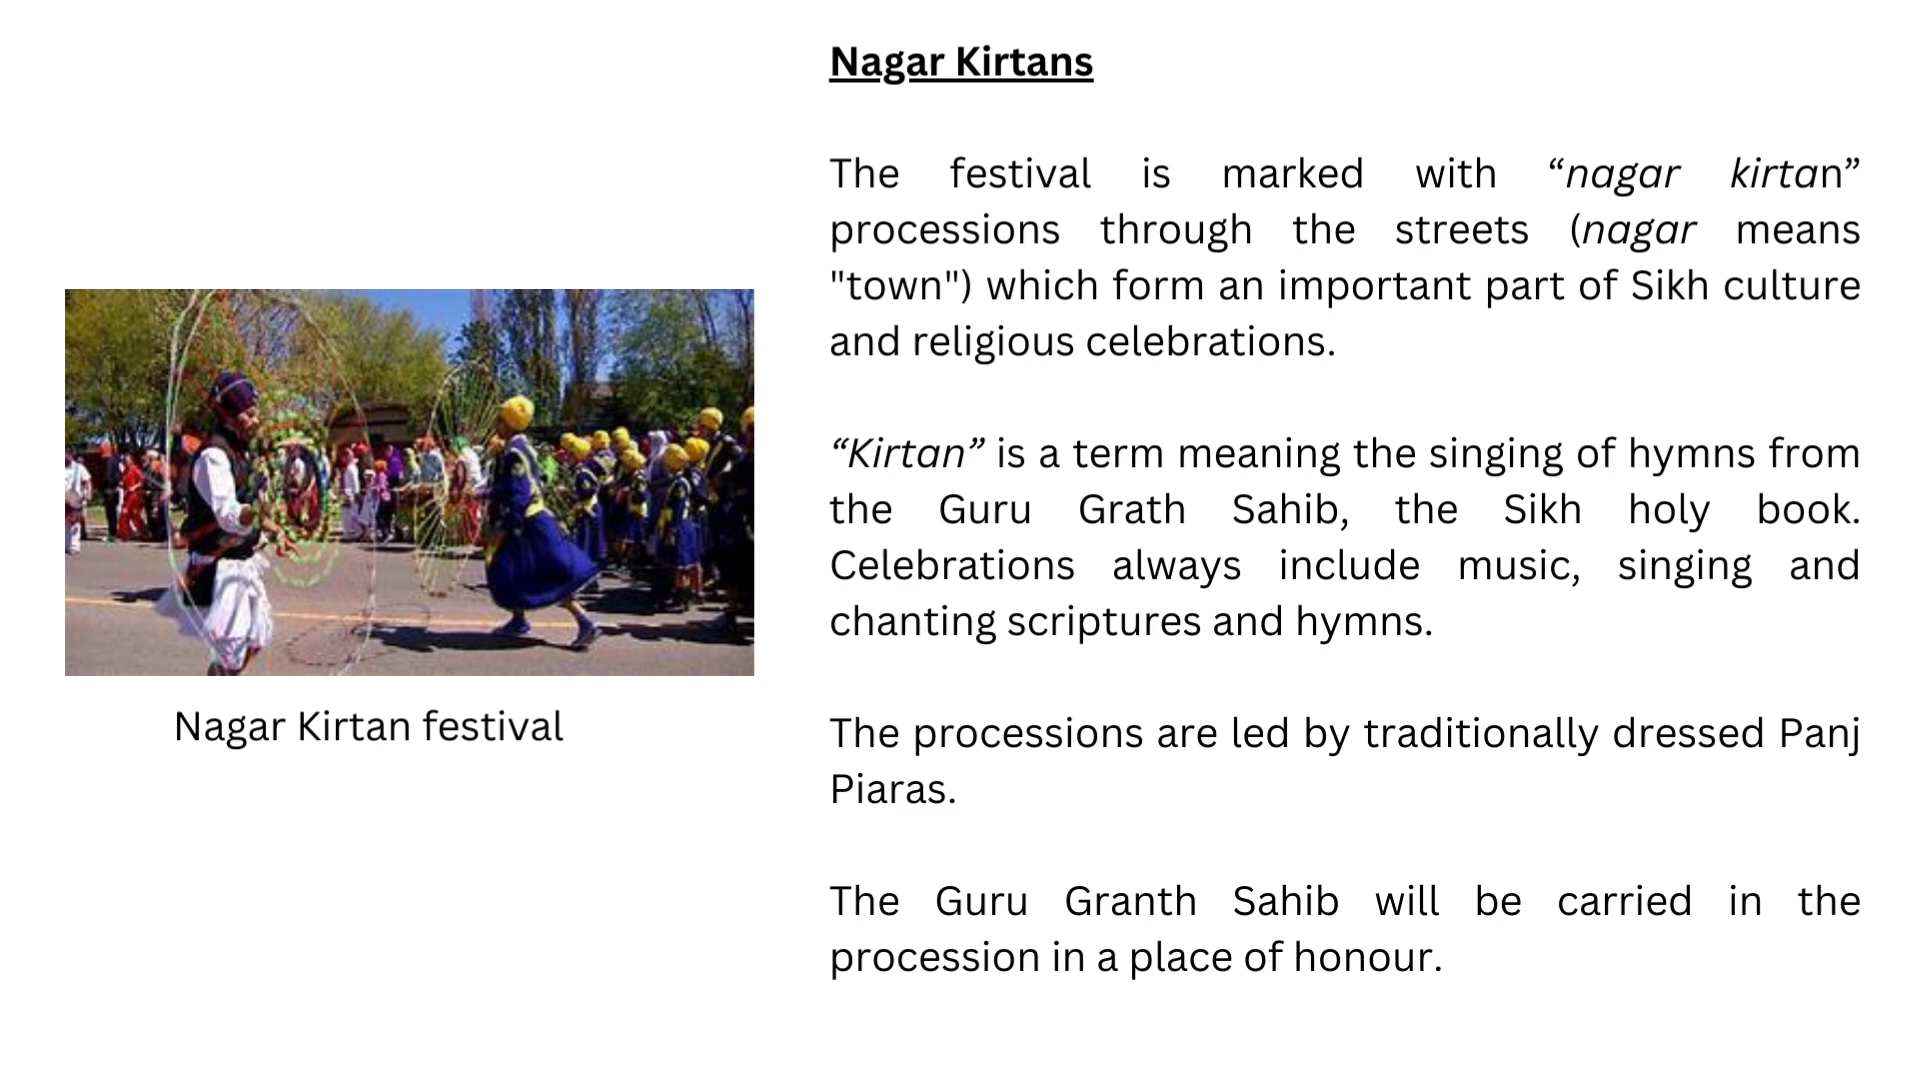 Nagar Kirtans
The festival is marked with “nagar kirtan”
processions through the streets (nagar means
"town") which form an important part of Sikh culture
and religious celebrations.
“Kirtan” is a term meaning the singing of hymns from
the Guru Grath Sahib, the Sikh holy book.
Celebrations always include music, singing and
chanting scriptures and hymns.
The processions are led by traditionally dressed Panj
Piaras.
The Guru Granth Sahib will be carried in the
procession in a place of honour.
Nagar Kirtan festival